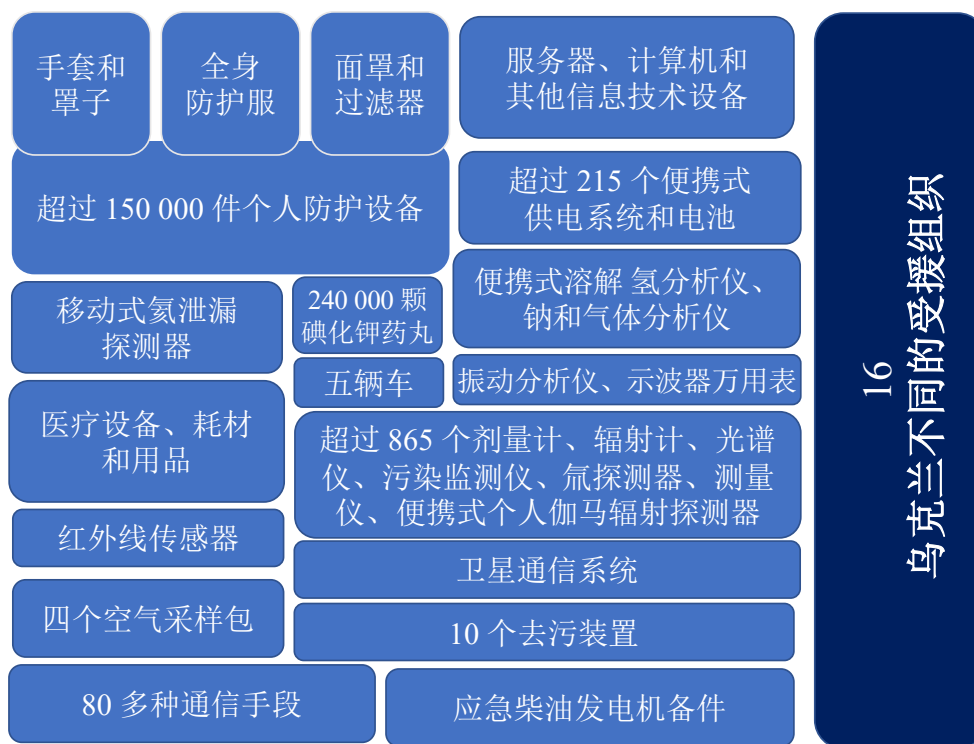 手套和
罩子
全身
防护服
面罩和
过滤器
超过 150 000 件个人防护设备
服务器、计算机和
其他信息技术设备
超过 215 个便携式
供电系统和电池
便携式溶解 氢分析仪、
钠和气体分析仪
移动式氦泄漏
探测器
240 000 颗
碘化钾药丸
五辆车
振动分析仪、示波器万用表
医疗设备、耗材
和用品
超过 865 个剂量计、辐射计、光谱
仪、污染监测仪、氚探测器、测量
仪、便携式个人伽马辐射探测器
红外线传感器
卫星通信系统
四个空气采样包
10 个去污装置
80 多种通信手段
应急柴油发电机备件
16
乌克兰不同的受援组织